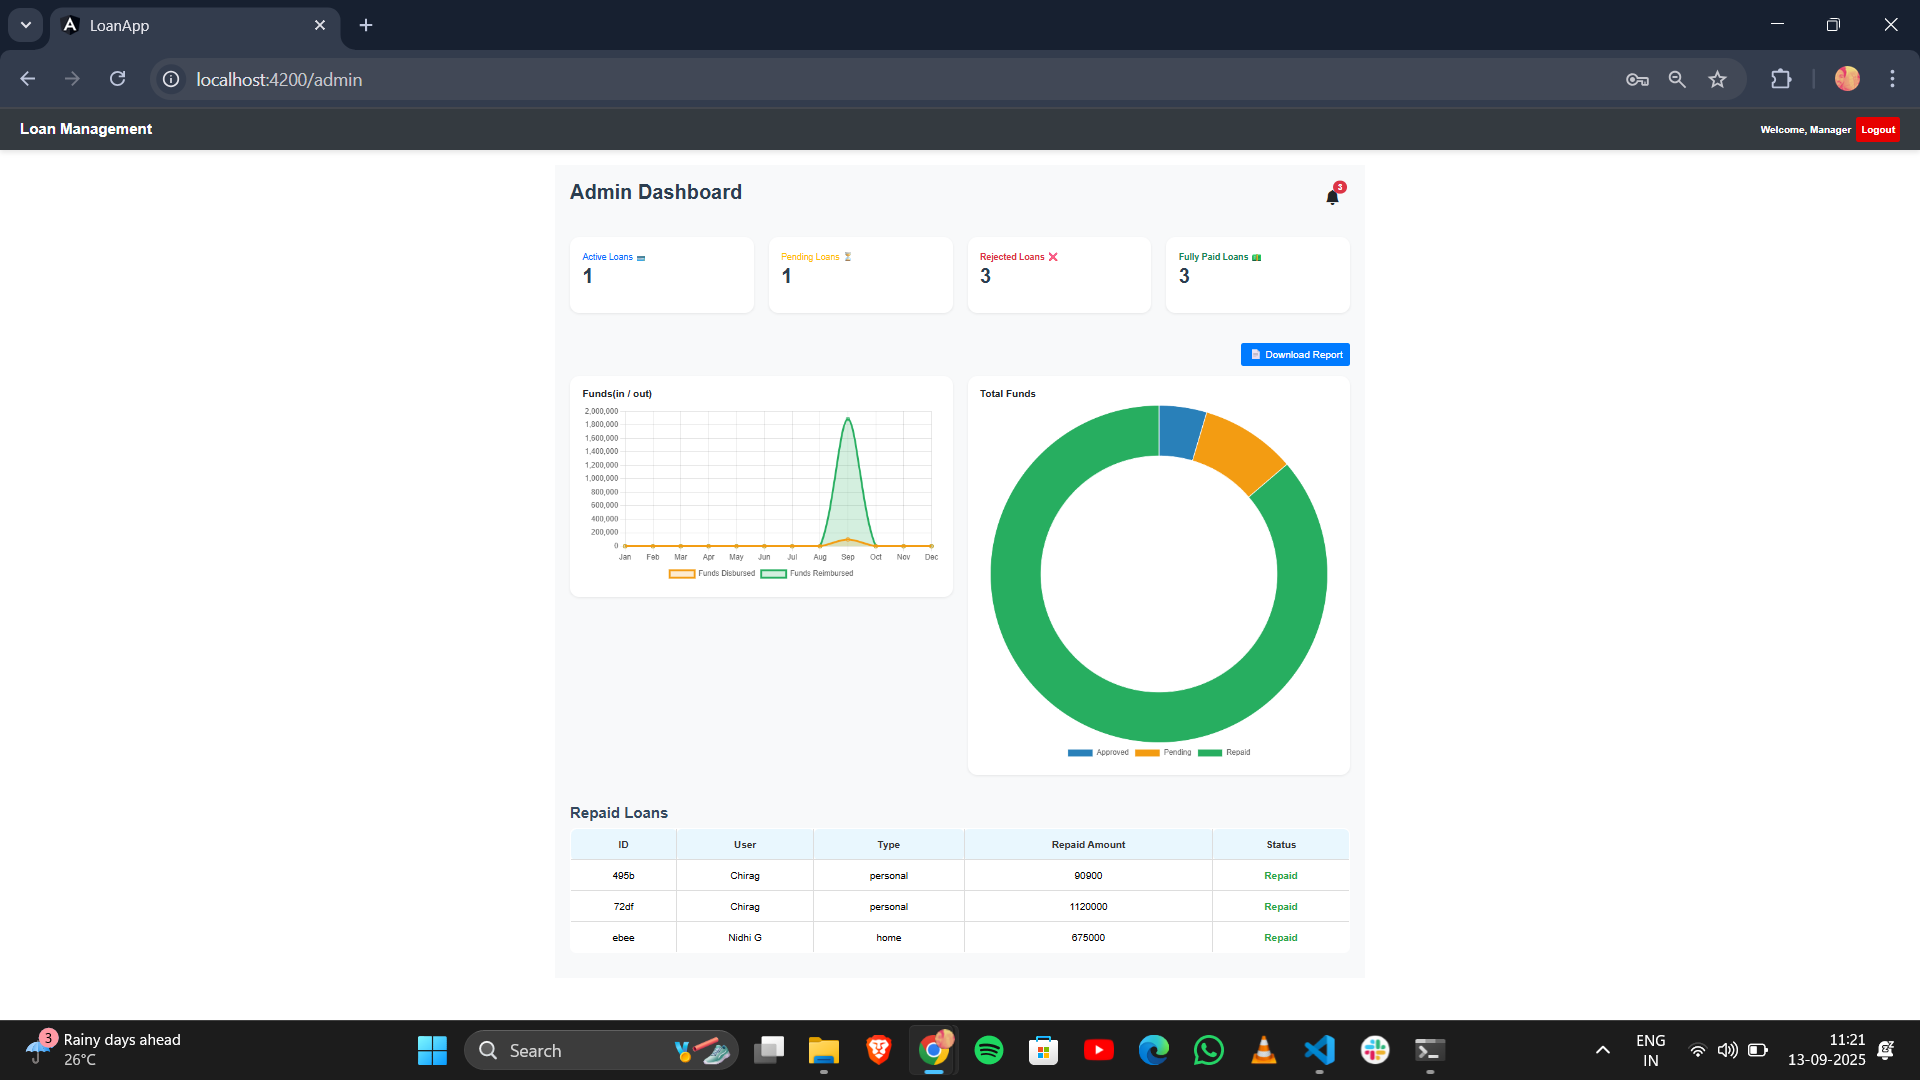 LoanApp
localhost:4200/admin
Loan Management
Welcome, Manager Logout
Admin Dashboard
3
Active Loans
1
Pending Loans
1
Rejected Loans
3
Fully Paid Loans
3
Download Report
Funds(in / out)
2,000,000
1,800,000
1,600,000
1,400,000
1,200,000
1,000,000
800,000
600,000
400,000
200,000
0
Jan Feb Mar Apr May Jun Jul Aug Sep Oct Nov Dec
Funds Disbursed Funds Reimbursed
Total Funds
Approved Pending Repaid
Repaid Loans
ID User Type Repaid Amount Status
495b Chirag personal 90900 Repaid
72df Chirag personal 1120000 Repaid
ebee Nidhi G home 675000 Repaid
3
Rainy days ahead
26°C
Search
ENG
IN
11:21
13-09-2025